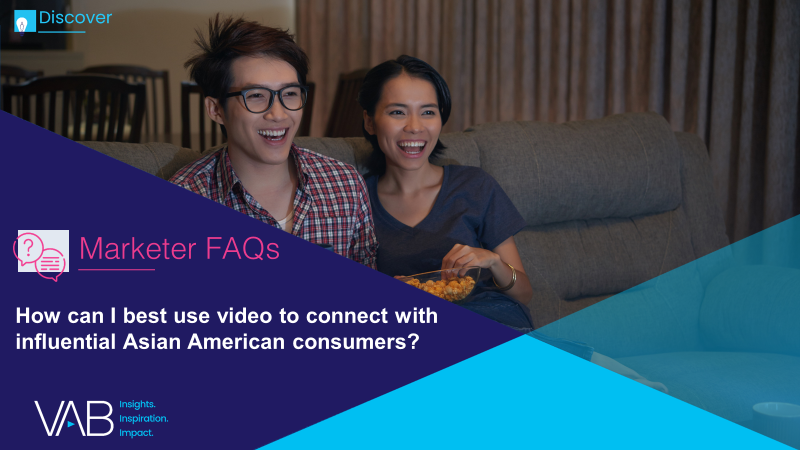 Discover
?
Marketer FAQs
How can I best use video to connect with
influential Asian American consumers?
VAB
Insights.
Inspiration.
Impact.